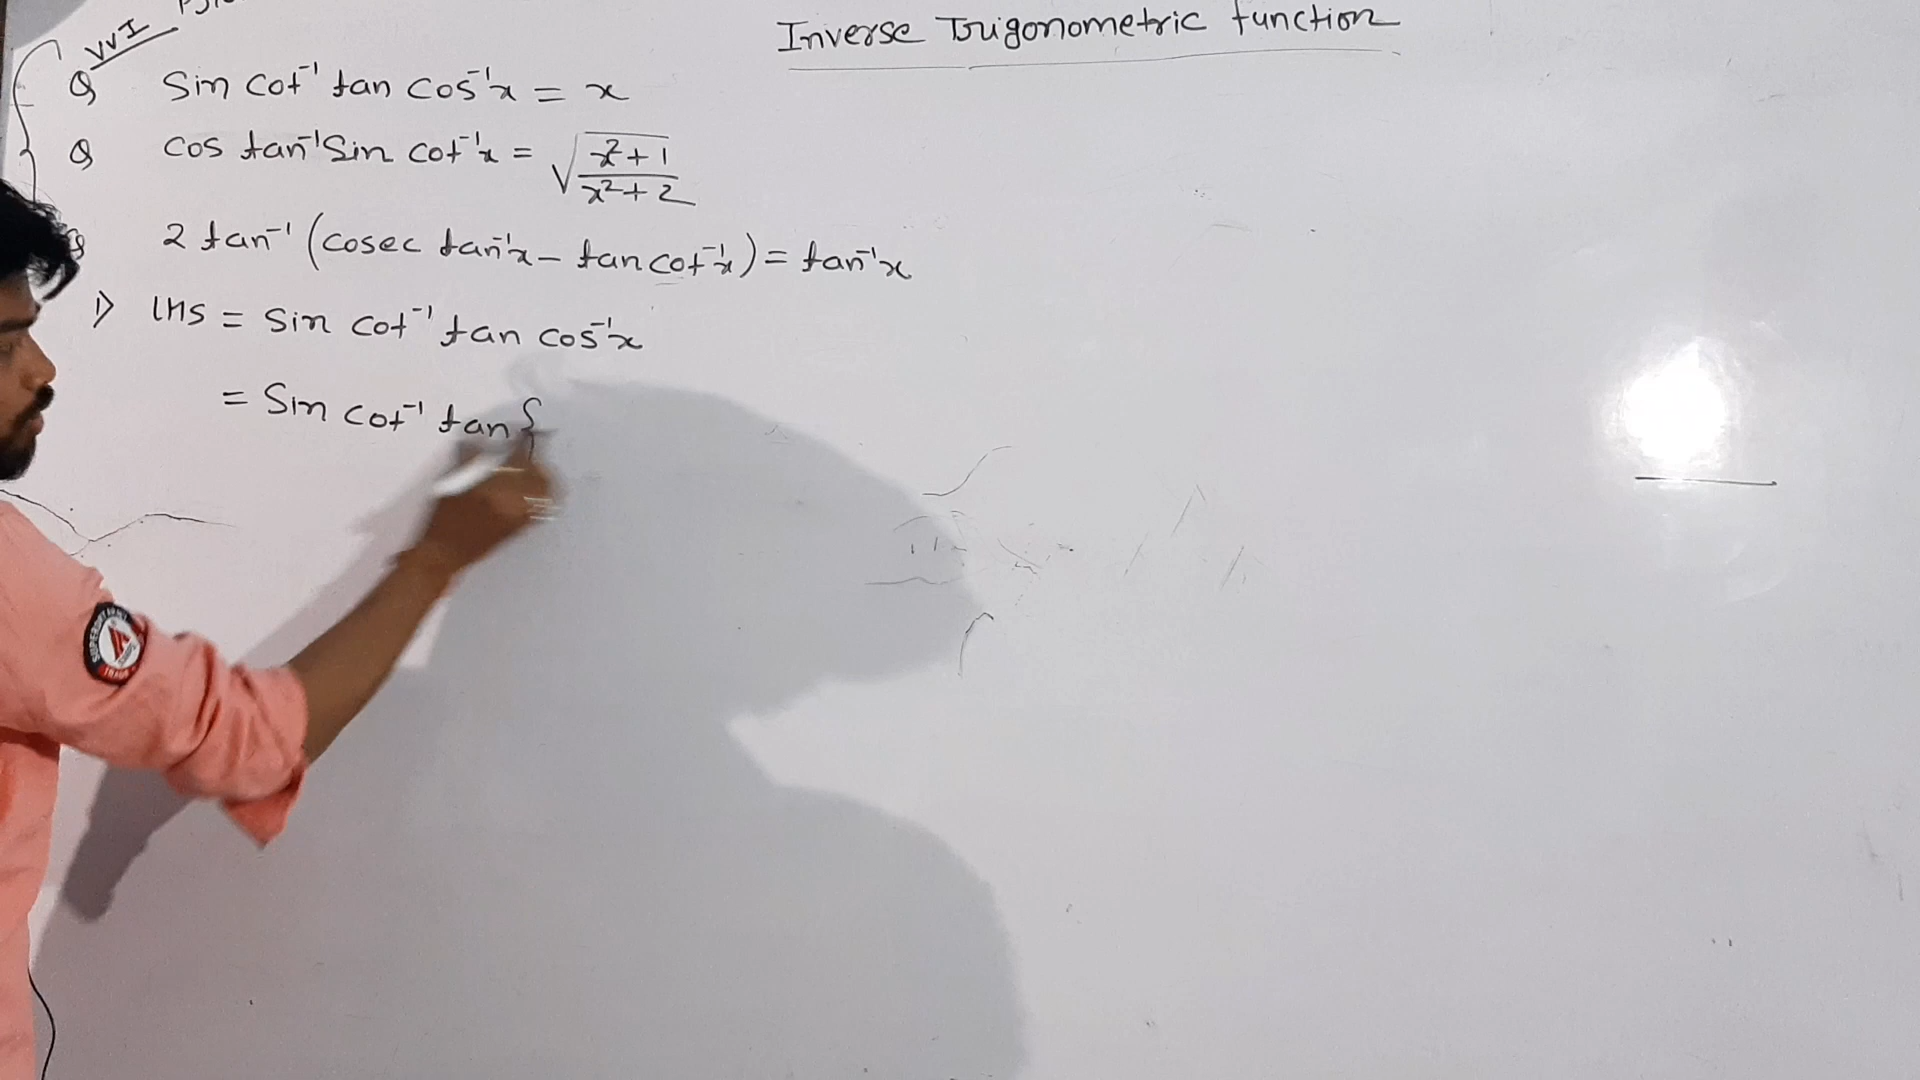 Inverse Trigonometric function
VVI
Q Sin Cot⁻¹ tan Cos⁻¹x = x
Q Cos tan⁻¹ Sin Cot⁻¹x = √((x²+1)/(x²+2))
Q 2 tan⁻¹ (Cosec tan⁻¹x – tan Cot⁻¹x) = tan⁻¹x
1) LHS = Sin Cot⁻¹ tan Cos⁻¹x
= Sin Cot⁻¹ tan {